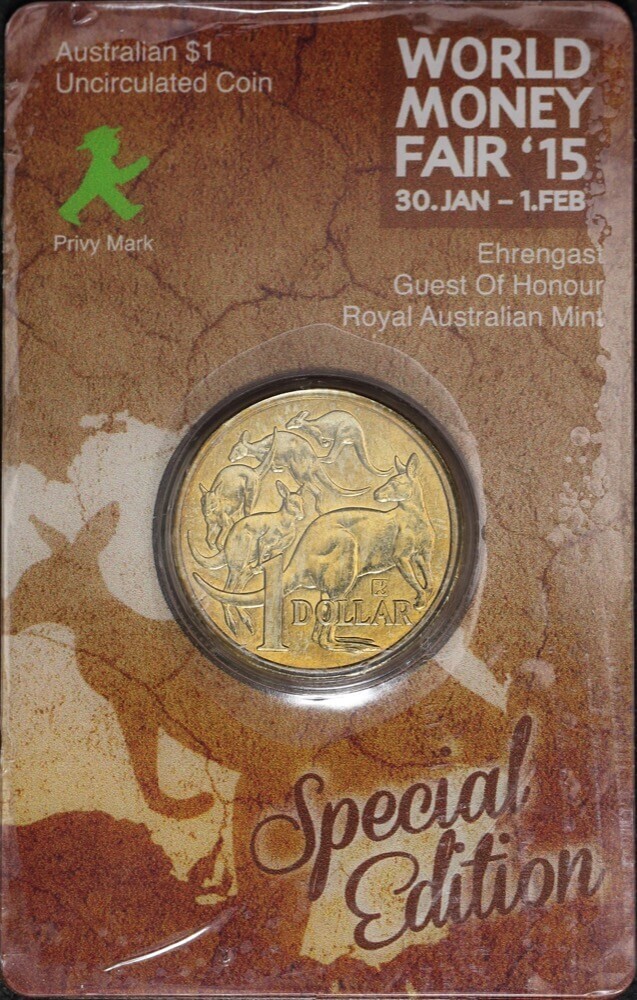 Australian $1
Uncirculated Coin
WORLD
MONEY
FAIR '15
30.JAN – 1.FEB
Privy Mark
Ehrengast
Guest Of Honour
Royal Australian Mint
1 DOLLAR
Special
Edition